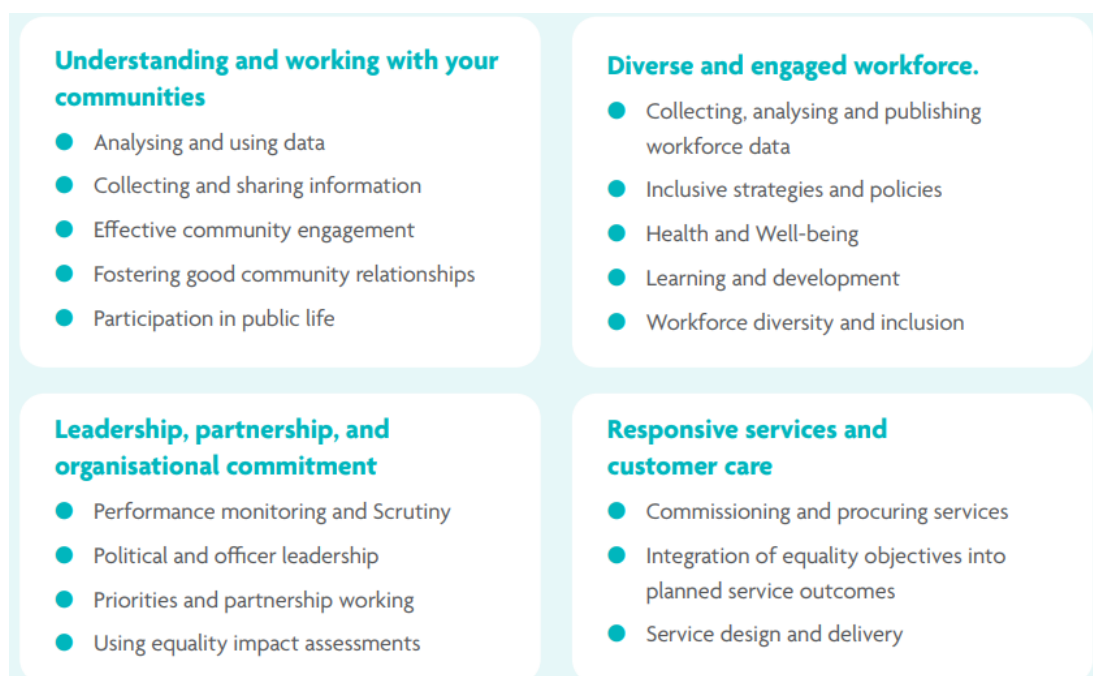 Understanding and working with your
communities
Analysing and using data
Collecting and sharing information
Effective community engagement
Fostering good community relationships
Participation in public life
Diverse and engaged workforce.
Collecting, analysing and publishing
workforce data
Inclusive strategies and policies
Health and Well-being
Learning and development
Workforce diversity and inclusion
Leadership, partnership, and
organisational commitment
Performance monitoring and Scrutiny
Political and officer leadership
Priorities and partnership working
Using equality impact assessments
Responsive services and
customer care
Commissioning and procuring services
Integration of equality objectives into
planned service outcomes
Service design and delivery